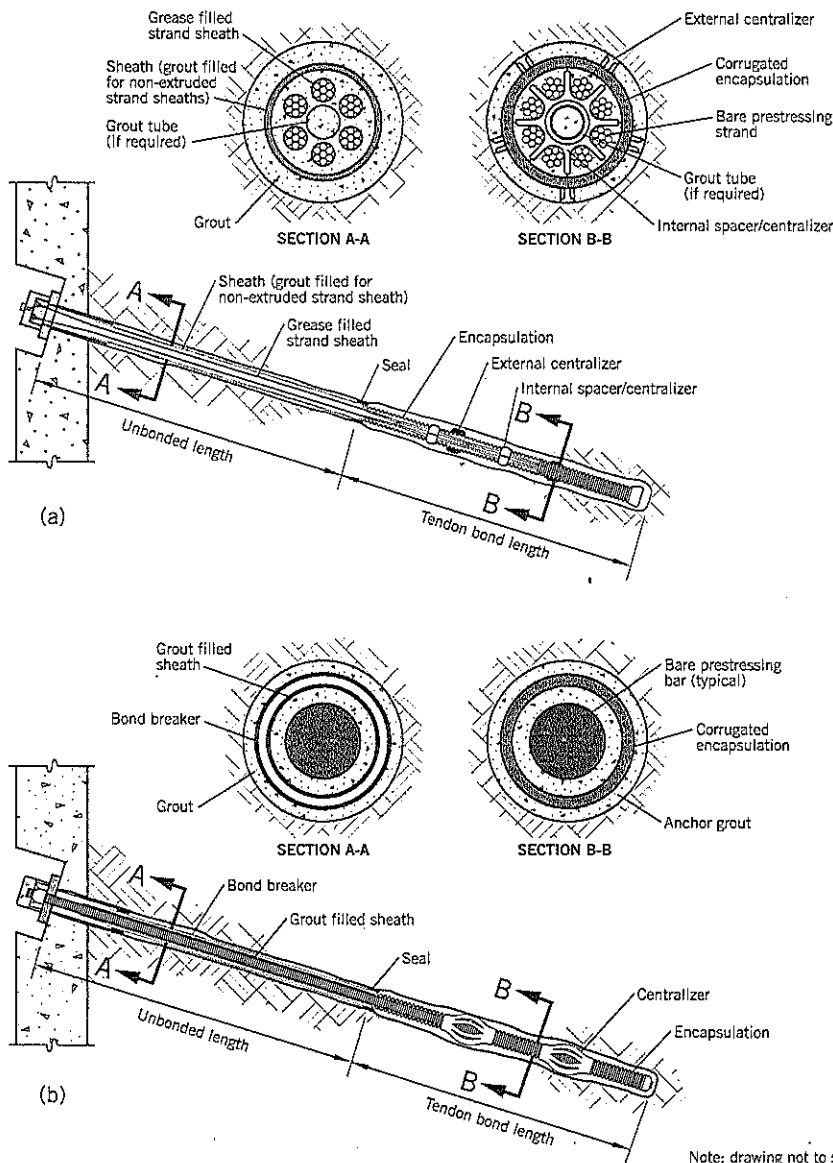 Grease filled
strand sheath
Sheath (grout filled
for non-extruded
strand sheaths)
Grout tube
(if required)
Grout
SECTION A-A
External centralizer
Corrugated
encapsulation
Bare prestressing
strand
Grout tube
(if required)
Internal spacer/centralizer
SECTION B-B
A
Sheath (grout filled for
non-extruded strand sheath)
Grease filled
strand sheath
Seal
Encapsulation
External centralizer
Internal spacer/centralizer
B
A
Unbonded length
B
Tendon bond length
(a)
Grout filled
sheath
Bond breaker
Grout
SECTION A-A
Bare prestressing
bar (typical)
Corrugated
encapsulation
Anchor grout
SECTION B-B
A
Bond breaker
Grout filled sheath
Seal
B
Centralizer
Encapsulation
A
Unbonded length
B
Tendon bond length
(b)
Note: drawing not to s